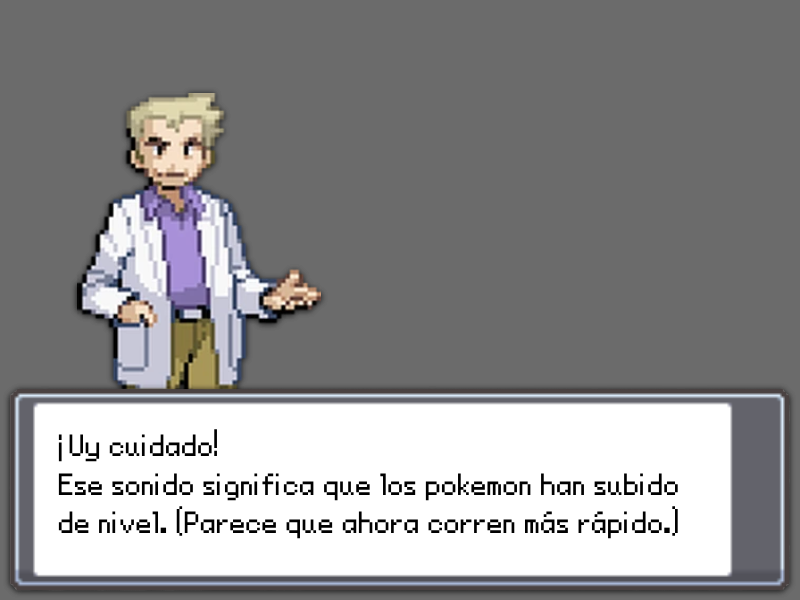 ¡Uy cuidado!
Ese sonido significa que los pokemon han subido
de nivel. (Parece que ahora corren más rápido.)